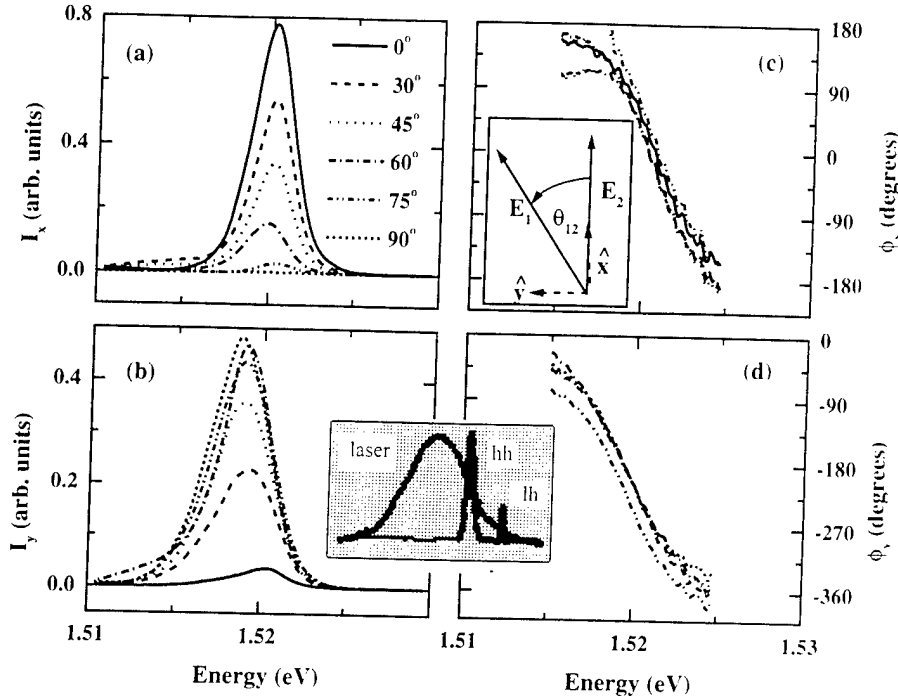 (a)
0°
30°
45°
60°
75°
90°
0.8
0.4
0.0
I_x (arb. units)
(c)
E_1
E_2
θ_12
x̂
ŷ
180
90
0
-90
-180
(degrees)
(b)
0.4
0.2
0.0
I_y (arb. units)
laser
hh
lh
(d)
0
-90
-180
-270
-360
(degrees)
1.51
1.52
1.51
1.52
1.53
Energy (eV)
Energy (eV)